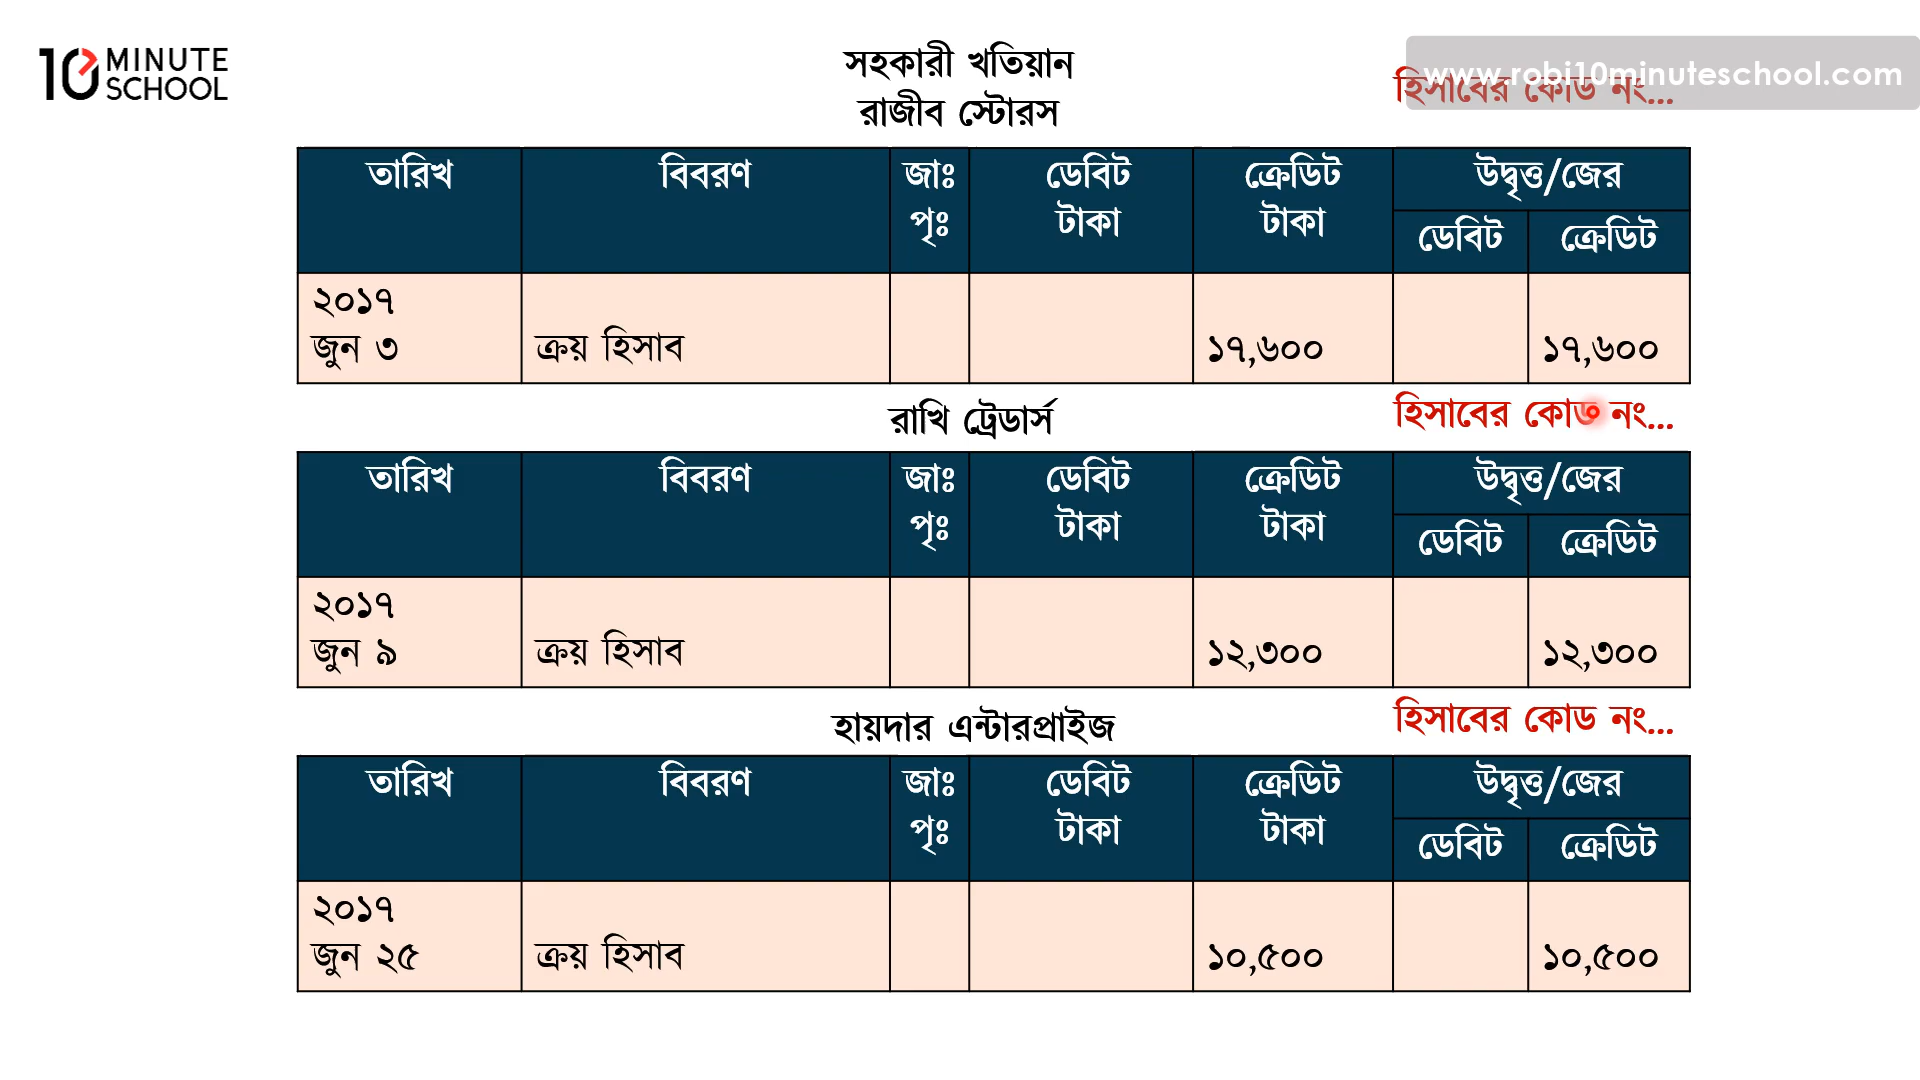 10 MINUTE SCHOOL
www.robi10minuteschool.com
সহকারী খতিয়ান
রাজীব স্টোরস
হিসাবের কোড নং...
তারিখ বিবরণ জাঃ পৃঃ ডেবিট টাকা ক্রেডিট টাকা উদ্বৃত্ত/জের
ডেবিট ক্রেডিট
২০১৭
জুন ৩ ক্রয় হিসাব ১৭,৬০০ ১৭,৬০০
রাখি ট্রেডার্স
হিসাবের কোড নং...
তারিখ বিবরণ জাঃ পৃঃ ডেবিট টাকা ক্রেডিট টাকা উদ্বৃত্ত/জের
ডেবিট ক্রেডিট
২০১৭
জুন ৯ ক্রয় হিসাব ১২,৩০০ ১২,৩০০
হায়দার এন্টারপ্রাইজ
হিসাবের কোড নং...
তারিখ বিবরণ জাঃ পৃঃ ডেবিট টাকা ক্রেডিট টাকা উদ্বৃত্ত/জের
ডেবিট ক্রেডিট
২০১৭
জুন ২৫ ক্রয় হিসাব ১০,৫০০ ১০,৫০০